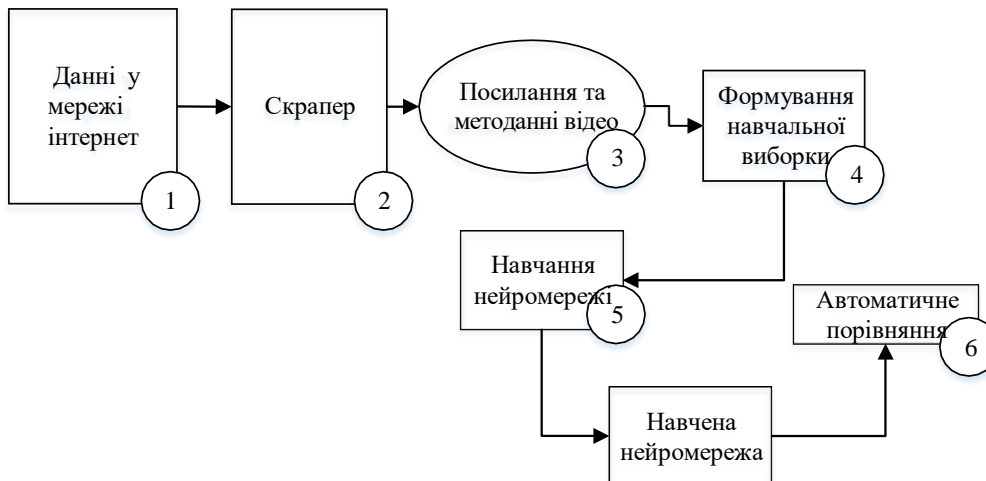 Данні у
мережі
інтернет
1
Скрапер
2
Посилання та
методанні відео
3
Формування
навчальної
виборки
4
Навчання
нейромережі
5
Автоматичне
порівняння
6
Навчена
нейромережа